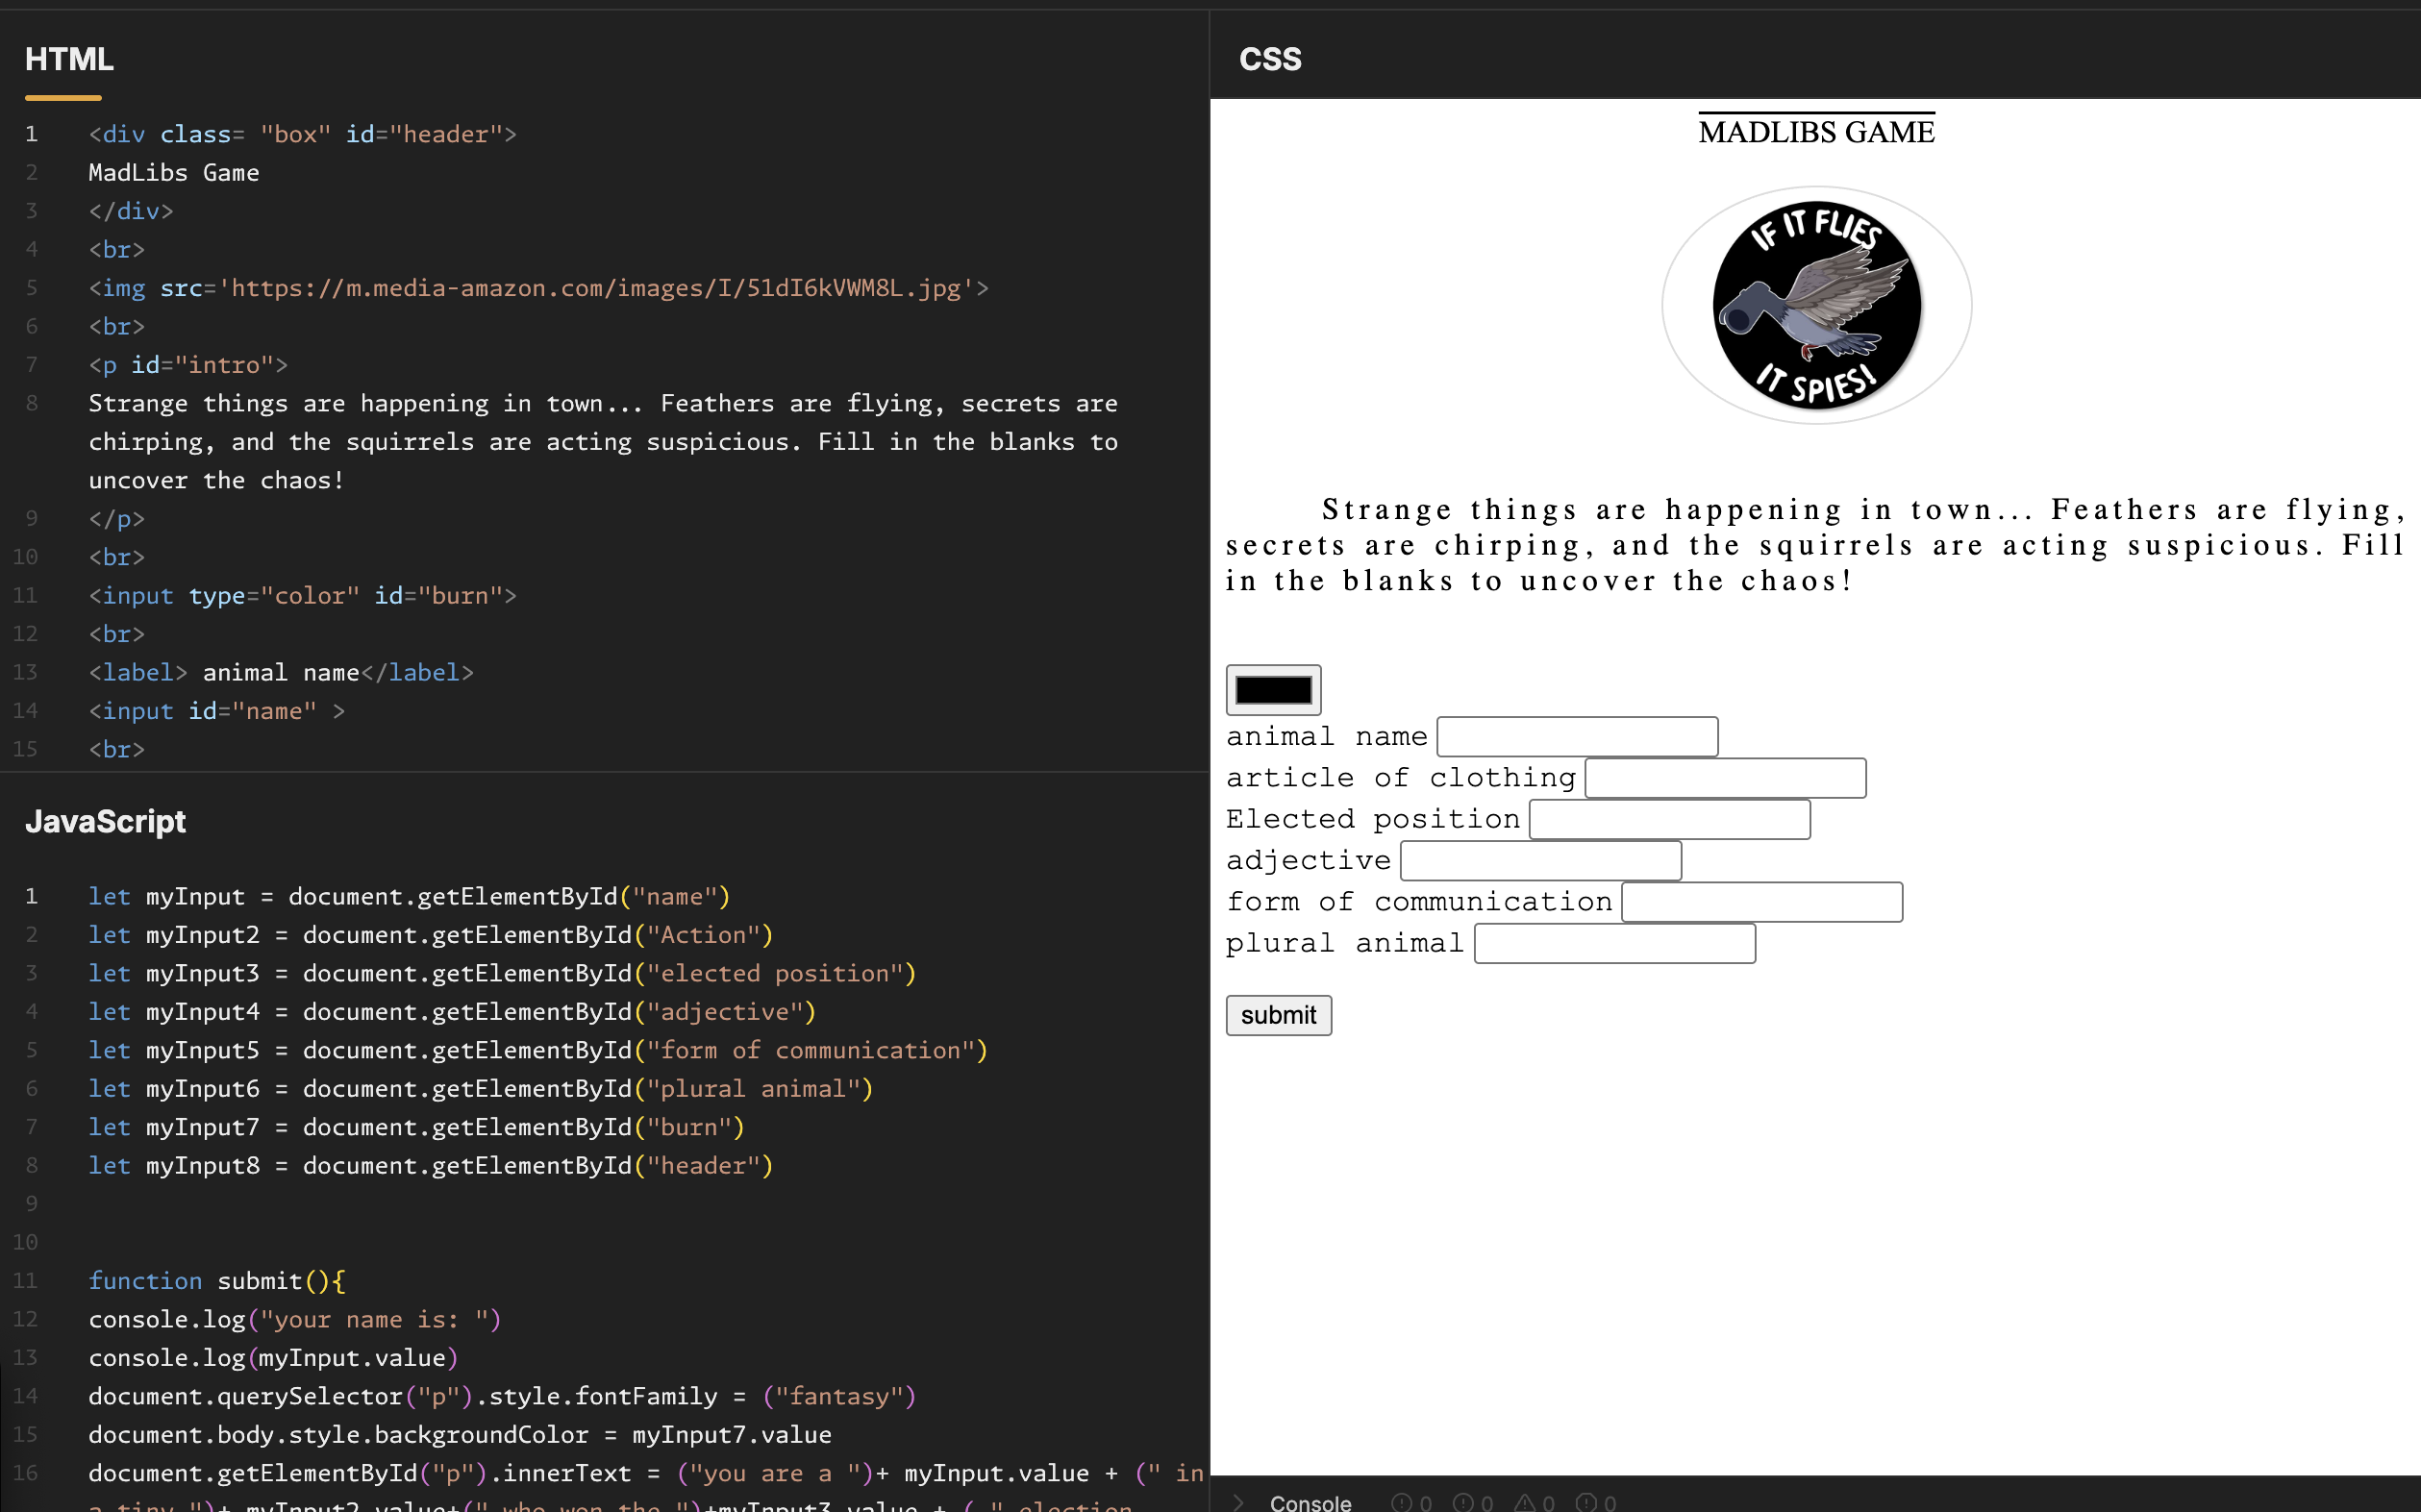 HTML
1 <div class= "box" id="header">
2 MadLibs Game
3 </div>
4 <br>
5 <img src='https://m.media-amazon.com/images/I/51dI6kVWM8L.jpg'>
6 <br>
7 <p id="intro">
8 Strange things are happening in town... Feathers are flying, secrets are
chirping, and the squirrels are acting suspicious. Fill in the blanks to
uncover the chaos!
9 </p>
10 <br>
11 <input type="color" id="burn">
12 <br>
13 <label> animal name</label>
14 <input id="name" >
15 <br>
JavaScript
1 let myInput = document.getElementById("name")
2 let myInput2 = document.getElementById("Action")
3 let myInput3 = document.getElementById("elected position")
4 let myInput4 = document.getElementById("adjective")
5 let myInput5 = document.getElementById("form of communication")
6 let myInput6 = document.getElementById("plural animal")
7 let myInput7 = document.getElementById("burn")
8 let myInput8 = document.getElementById("header")
9
10
11 function submit(){
12 console.log("your name is: ")
13 console.log(myInput.value)
14 document.querySelector("p").style.fontFamily = ("fantasy")
15 document.body.style.backgroundColor = myInput7.value
16 document.getElementById("p").innerText = ("you are a ")+ myInput.value + (" in
a tiny ")+ myInput2.value+(" who won the ")+myInput3.value + ( " election
CSS
MADLIBS GAME
IF IT FLIES
IT SPIES!
Strange things are happening in town... Feathers are flying,
secrets are chirping, and the squirrels are acting suspicious. Fill
in the blanks to uncover the chaos!
animal name
article of clothing
Elected position
adjective
form of communication
plural animal
submit
Console 0 0 0 0